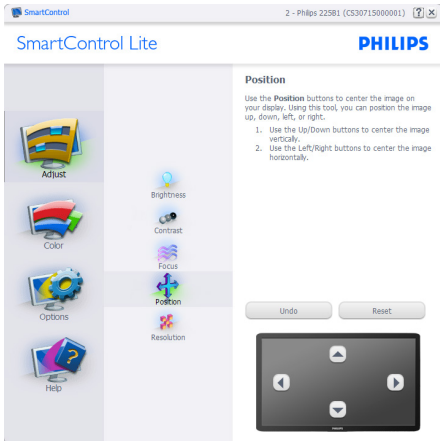 SmartControl
2 - Philips 225B1 (CS30715000001)
SmartControl Lite
PHILIPS
Adjust
Color
Options
Help
Brightness
Contrast
Focus
Position
Resolution
Position
Use the Position buttons to center the image on
your display. Using this tool, you can position the image
up, down, left, or right.
1. Use the Up/Down buttons to center the image
vertically.
2. Use the Left/Right buttons to center the image
horizontally.
Undo
Reset
PHILIPS